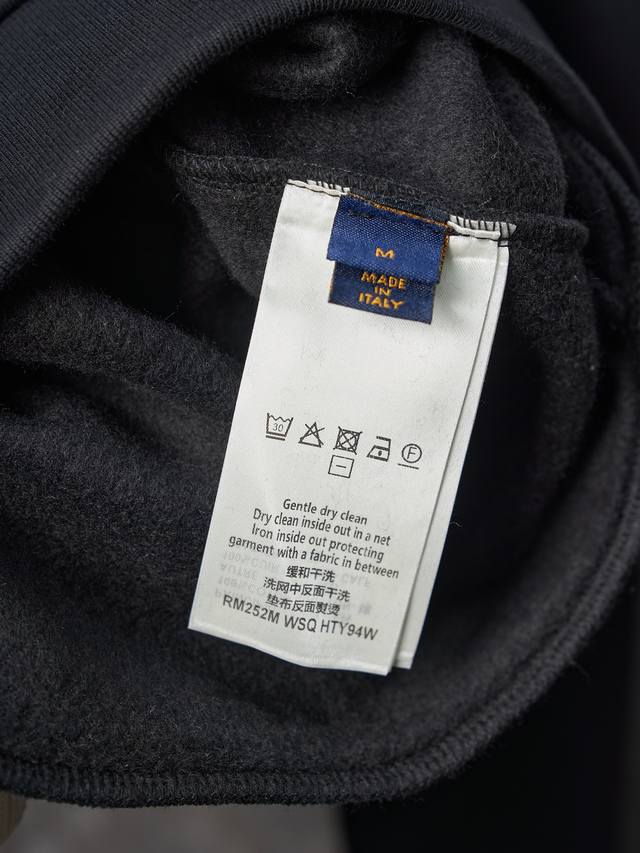 M
MADE
IN
ITALY
30
F
Gentle dry clean
Dry clean inside out in a net
Iron inside out protecting
garment with a fabric in between
缓和干洗
洗网中反面干洗
垫布反面熨烫
RM252M WSQ HTY94W